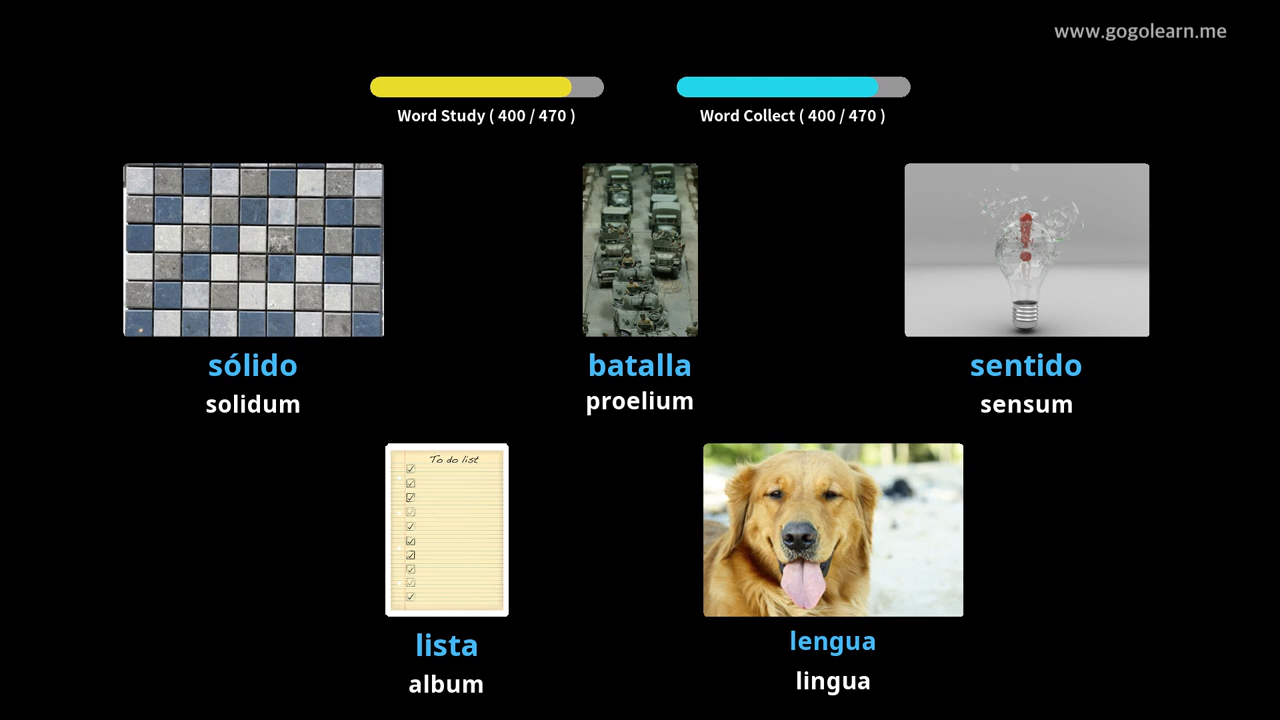 www.gogolearn.me
Word Study ( 400 / 470 )
Word Collect ( 400 / 470 )
sólido
solidum
batalla
proelium
sentido
sensum
To do list
lista
album
lengua
lingua